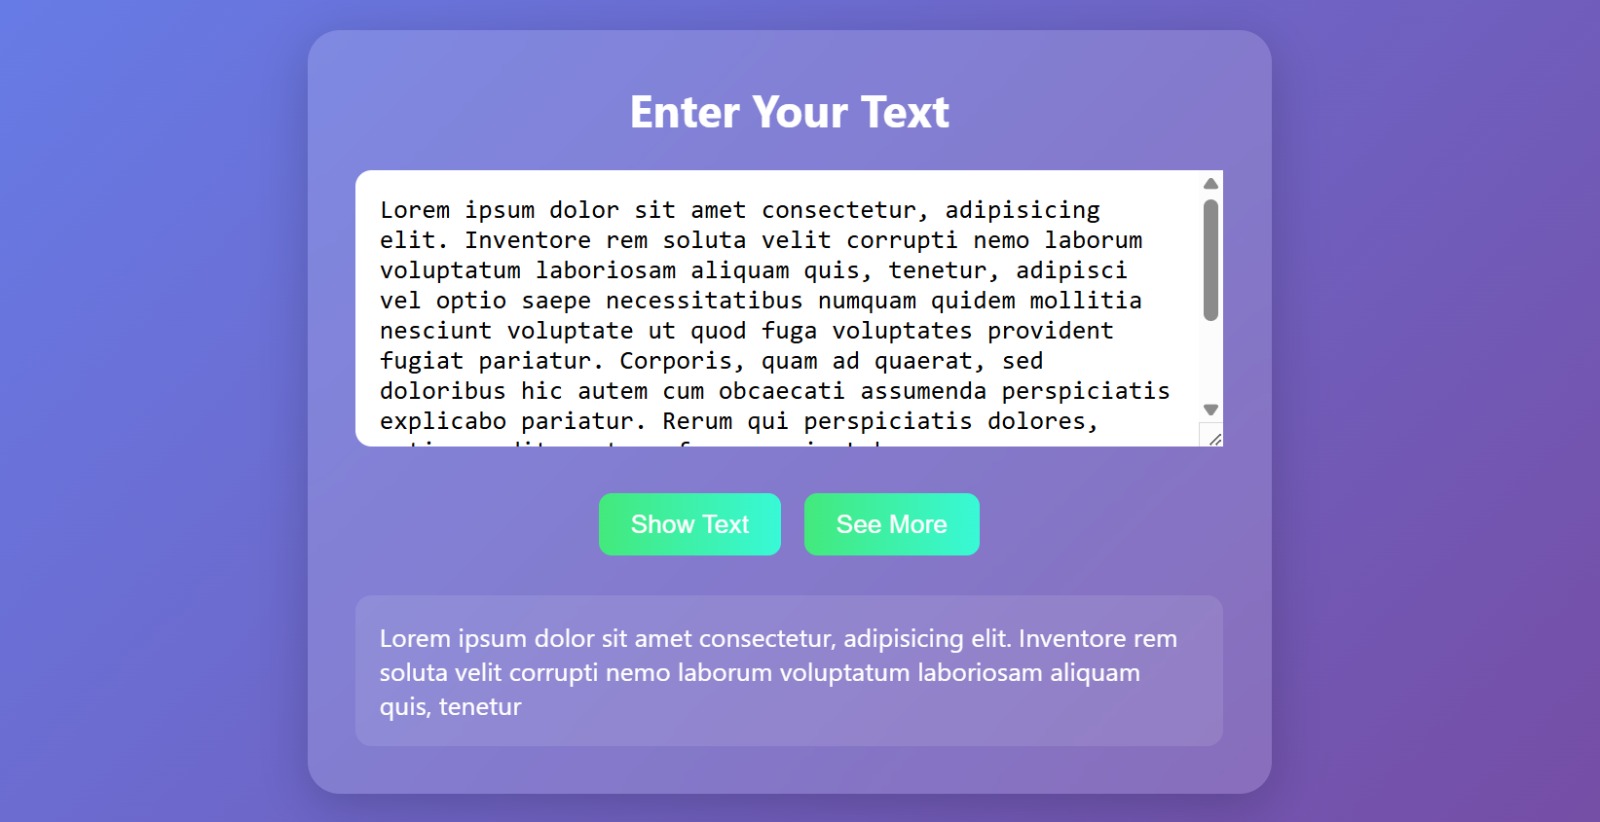 Enter Your Text
Lorem ipsum dolor sit amet consectetur, adipisicing
elit. Inventore rem soluta velit corrupti nemo laborum
voluptatum laboriosam aliquam quis, tenetur, adipisci
vel optio saepe necessitatibus numquam quidem mollitia
nesciunt voluptate ut quod fuga voluptates provident
fugiat pariatur. Corporis, quam ad quaerat, sed
doloribus hic autem cum obcaecati assumenda perspiciatis
explicabo pariatur. Rerum qui perspiciatis dolores,
Show Text
See More
Lorem ipsum dolor sit amet consectetur, adipisicing elit. Inventore rem
soluta velit corrupti nemo laborum voluptatum laboriosam aliquam
quis, tenetur